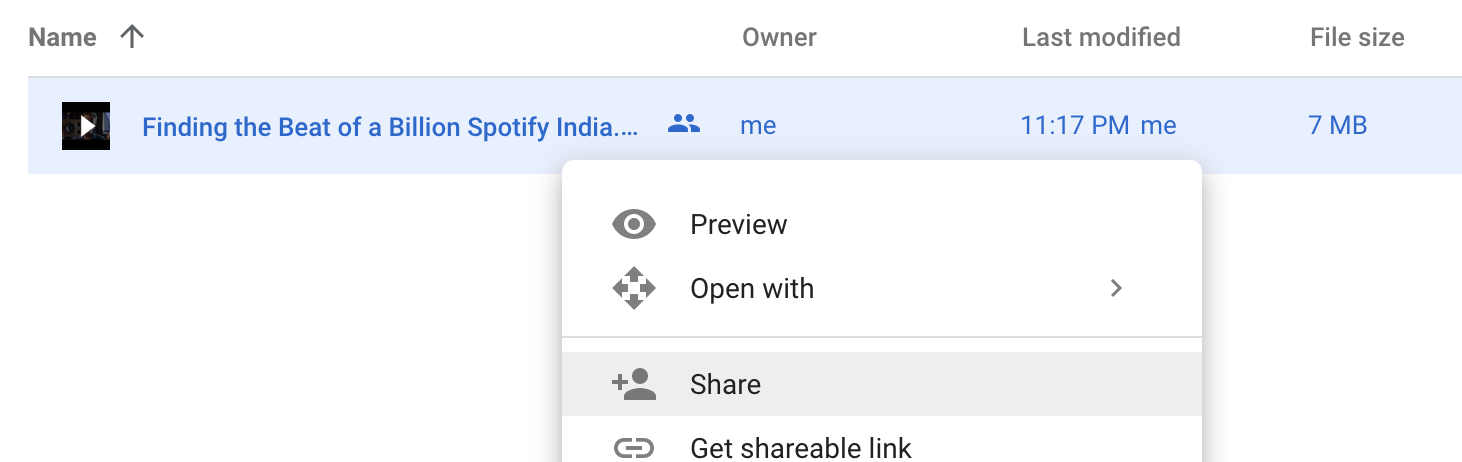 Name Owner Last modified File size
Finding the Beat of a Billion Spotify India.... me 11:17 PM me 7 MB
Preview
Open with
Share
Get shareable link